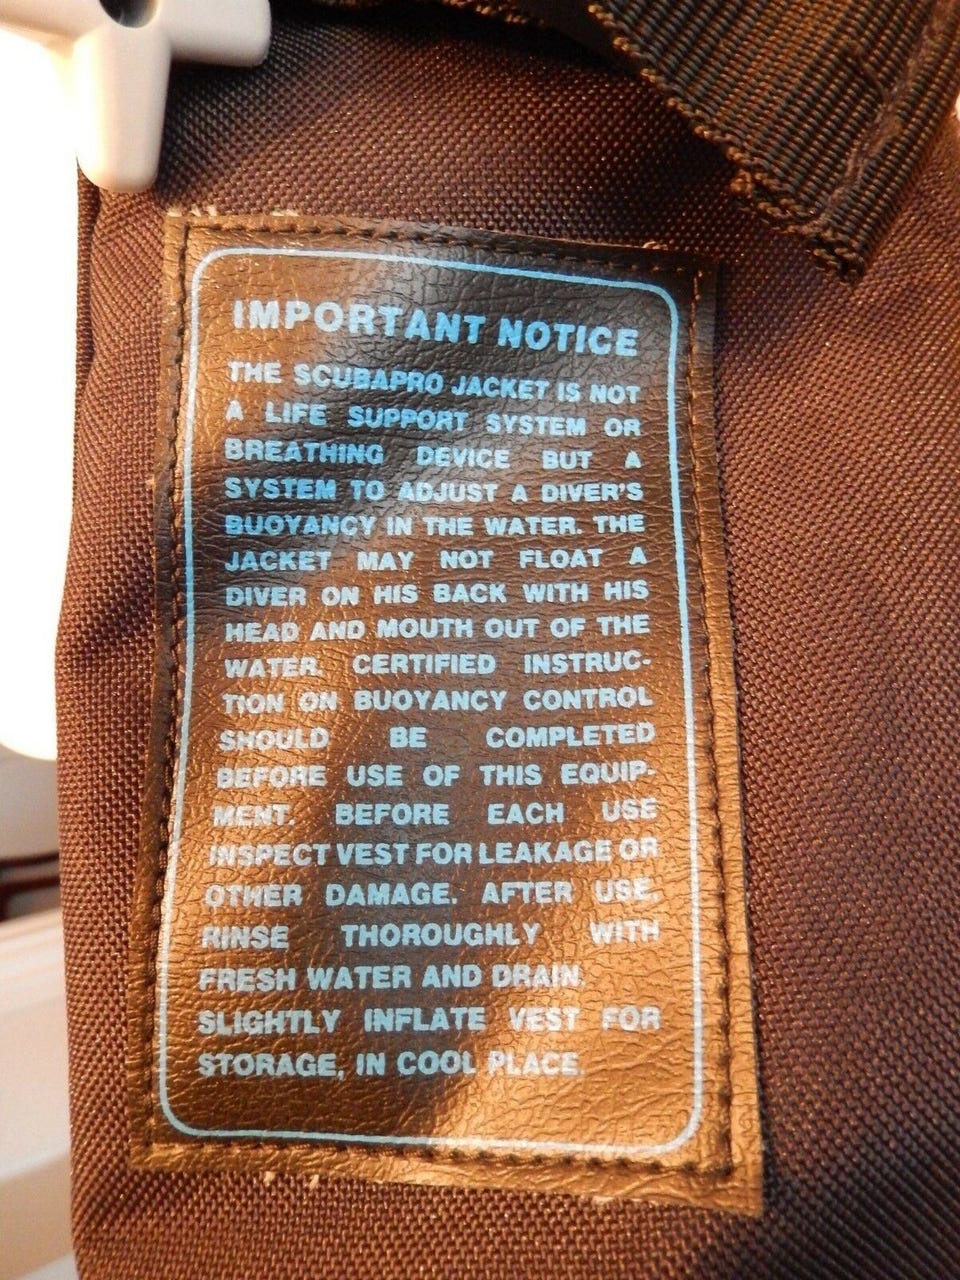 IMPORTANT NOTICE
THE SCUBAPRO JACKET IS NOT
A LIFE SUPPORT SYSTEM OR
BREATHING DEVICE BUT A
SYSTEM TO ADJUST A DIVER'S
BUOYANCY IN THE WATER. THE
JACKET MAY NOT FLOAT A
DIVER ON HIS BACK WITH HIS
HEAD AND MOUTH OUT OF THE
WATER. CERTIFIED INSTRUC-
TION ON BUOYANCY CONTROL
SHOULD BE COMPLETED
BEFORE USE OF THIS EQUIP-
MENT. BEFORE EACH USE
INSPECT VEST FOR LEAKAGE OR
OTHER DAMAGE. AFTER USE,
RINSE THOROUGHLY WITH
FRESH WATER AND DRAIN.
SLIGHTLY INFLATE VEST FOR
STORAGE, IN COOL PLACE.